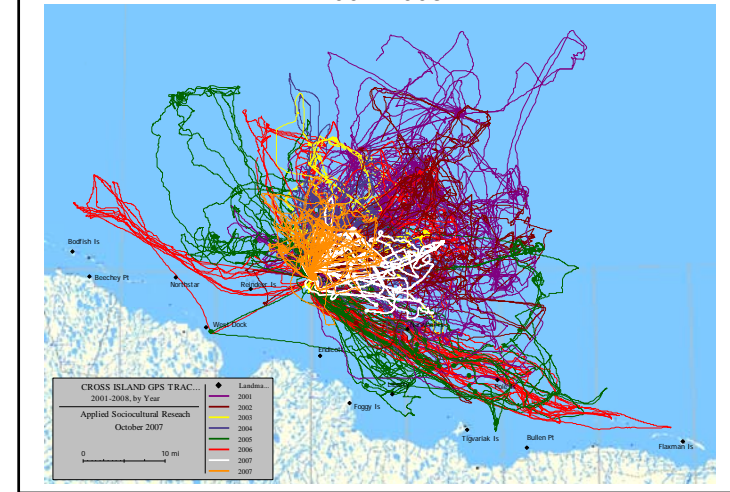 Bodfish Is
Beechey Pt
Northstar
Reindeer Is
West Dock
Endicott
Foggy Is
Tigvariak Is
Bullen Pt
Flaxman Is
CROSS ISLAND GPS TRAC...
2001-2008, by Year
Applied Sociocultural Reseach
October 2007
0 10 mi
Landma...
2001
2002
2003
2004
2005
2006
2007
2007